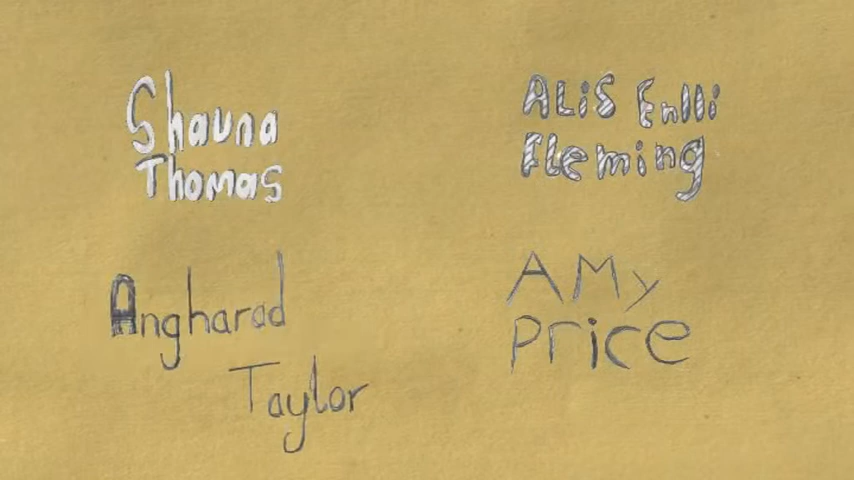 Shauna
Thomas
ALiS Enlli
Fleming
Angharad
Taylor
AMy
Price